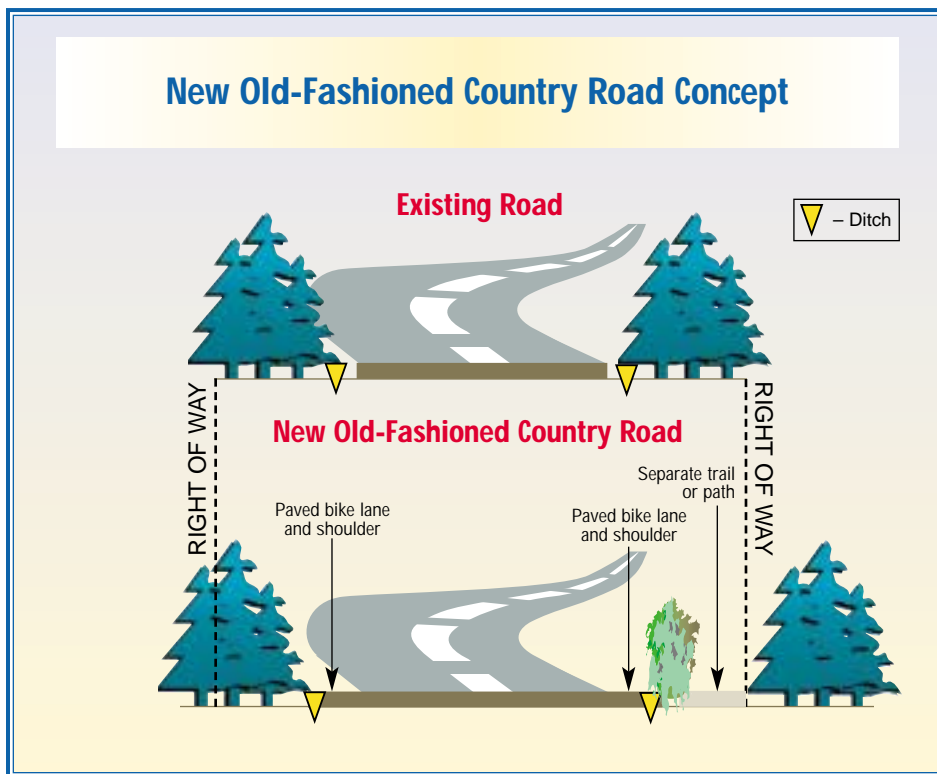 New Old-Fashioned Country Road Concept
Existing Road
– Ditch
RIGHT OF WAY
RIGHT OF WAY
New Old-Fashioned Country Road
Separate trail
or path
Paved bike lane
and shoulder
Paved bike lane
and shoulder